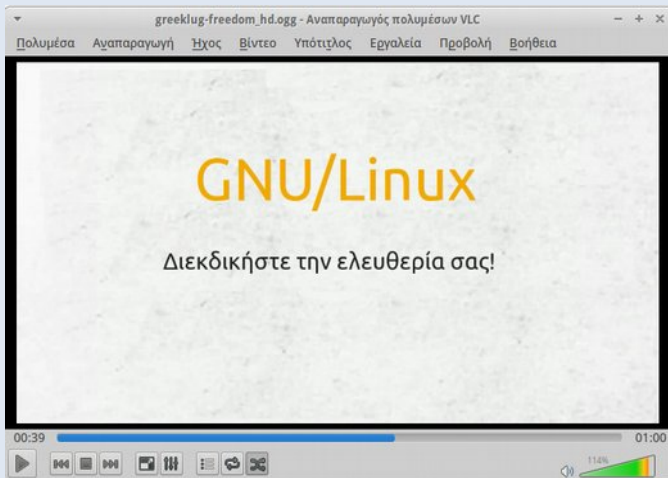 greeklug-freedom_hd.ogg - Αναπαραγωγός πολυμέσων VLC
Πολυμέσα Αναπαραγωγή Ήχος Βίντεο Υπότιτλος Εργαλεία Προβολή Βοήθεια
GNU/Linux
Διεκδικήστε την ελευθερία σας!
00:39 01:00
114%